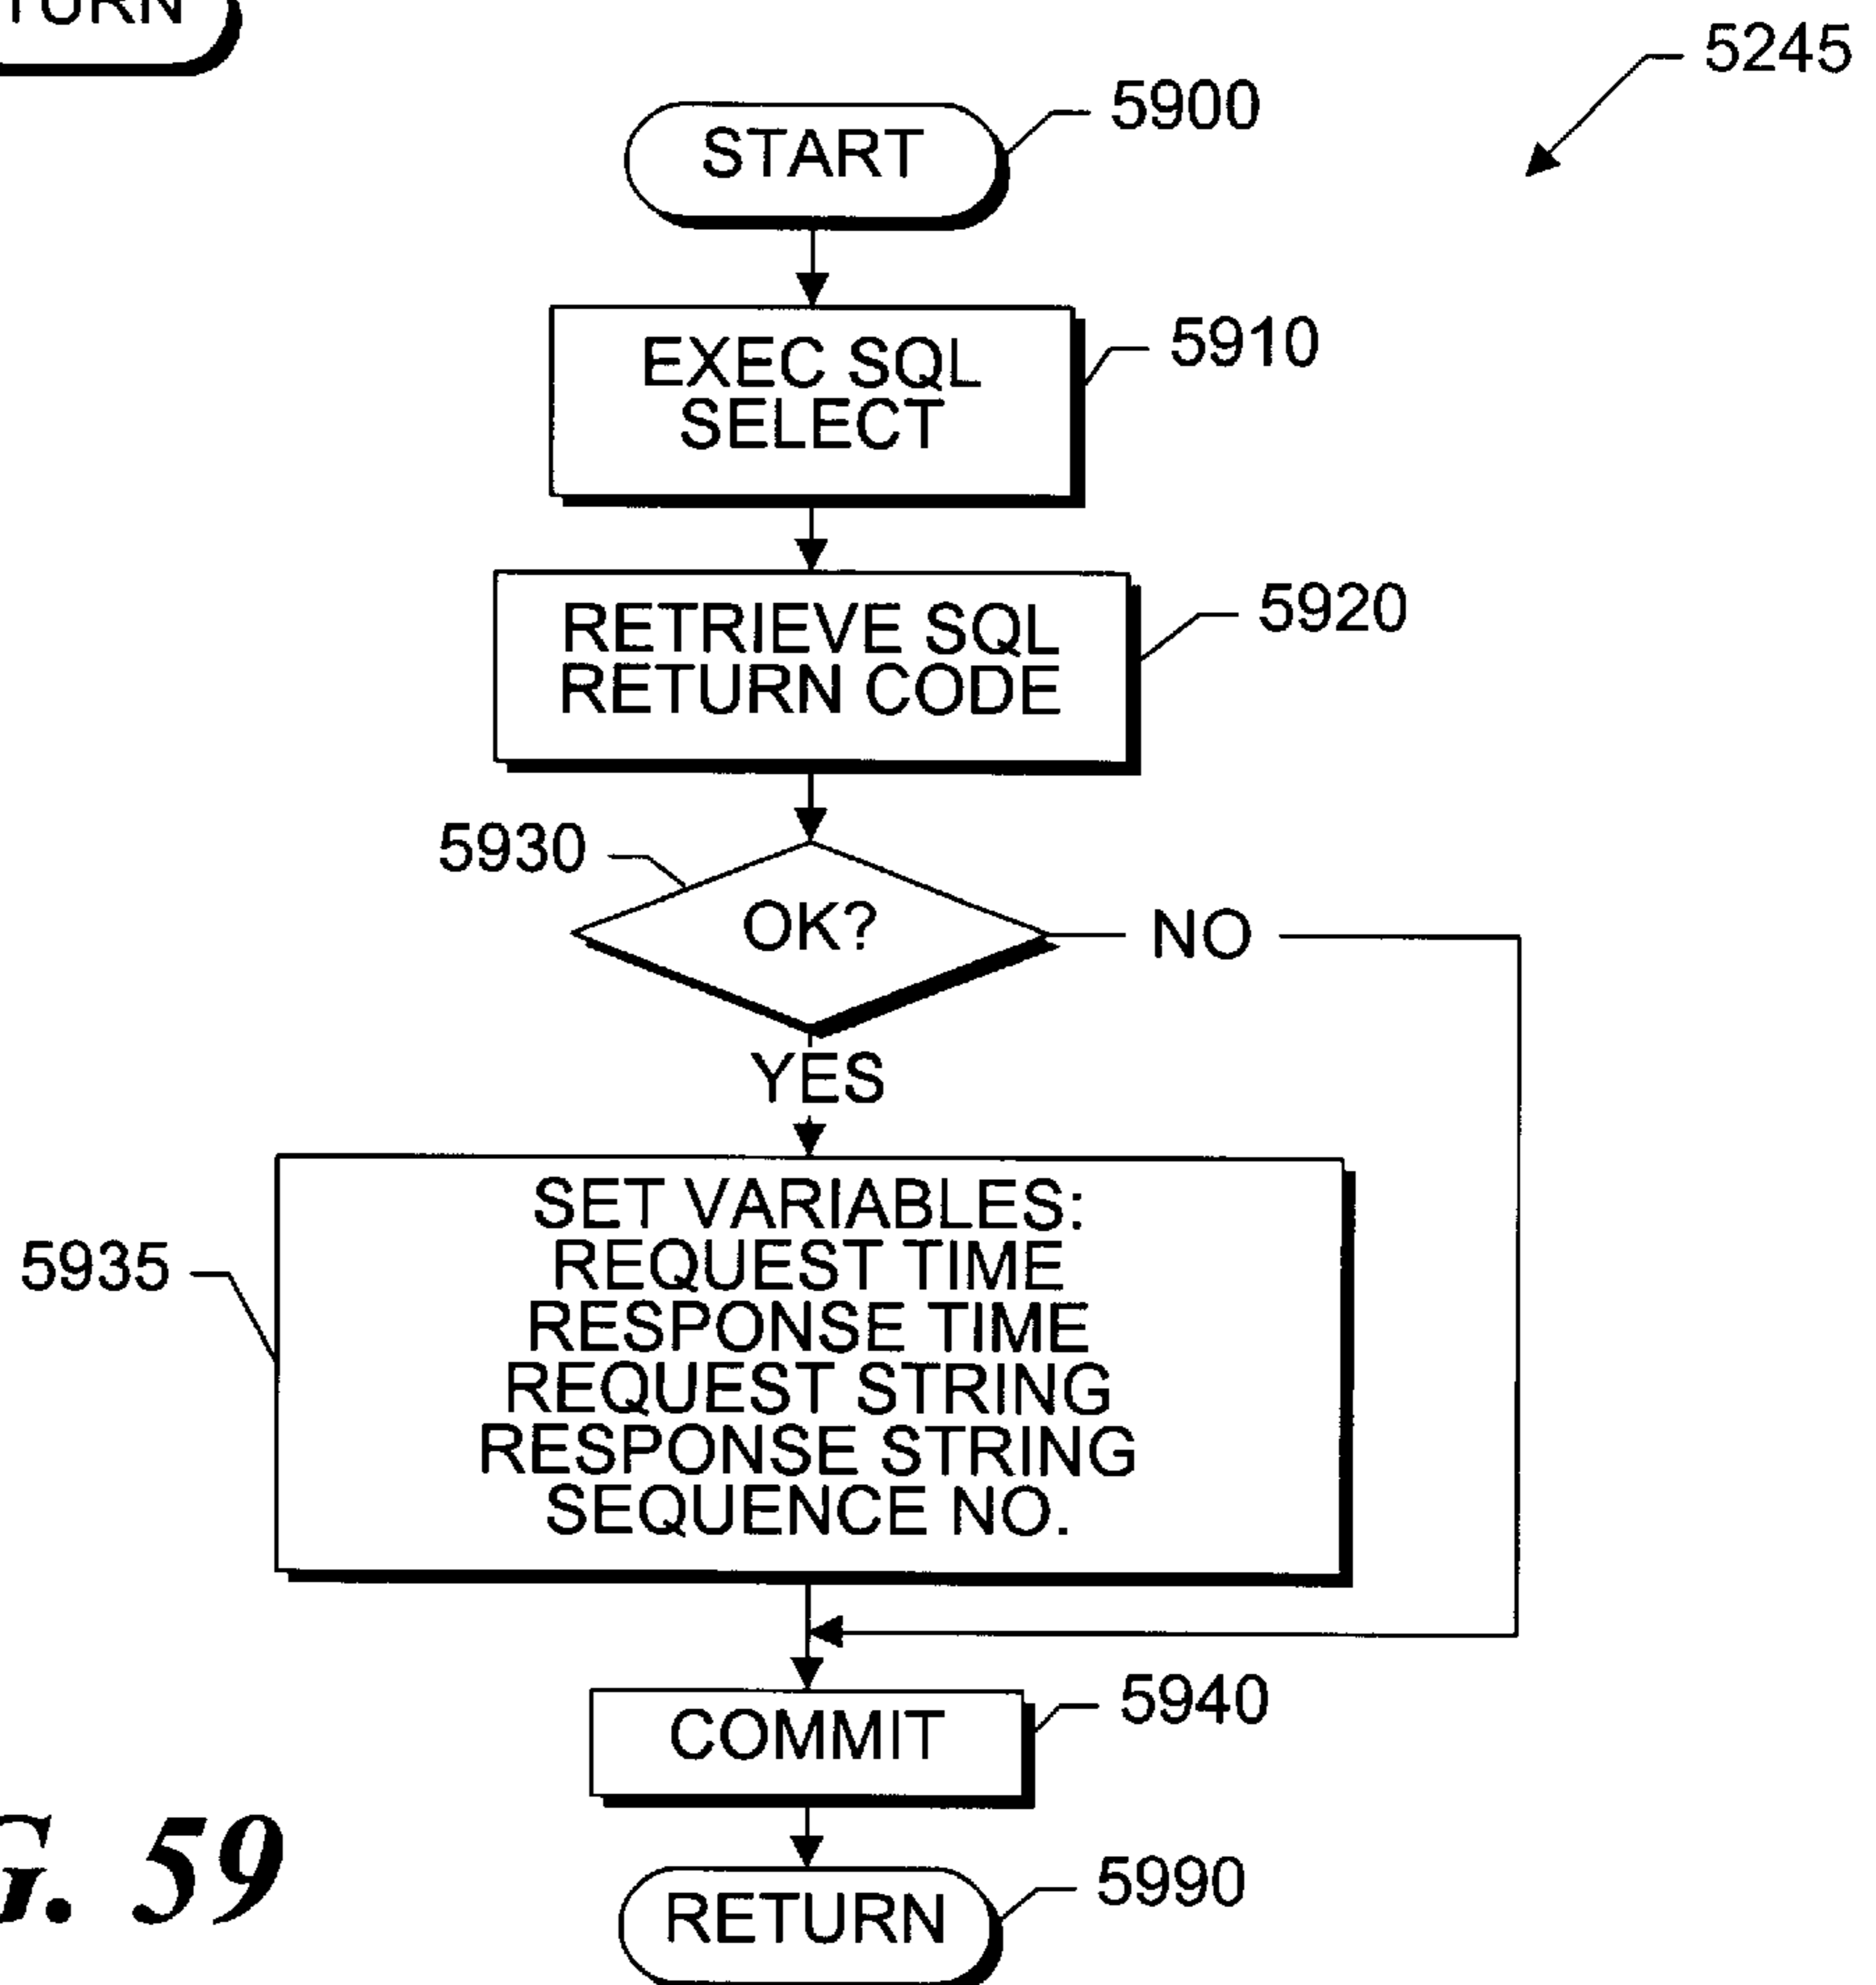 5245
5900
START
5910
EXEC SQL
SELECT
5920
RETRIEVE SQL
RETURN CODE
5930
OK?
NO
YES
5935
SET VARIABLES:
REQUEST TIME
RESPONSE TIME
REQUEST STRING
RESPONSE STRING
SEQUENCE NO.
5940
COMMIT
5990
RETURN
G. 59